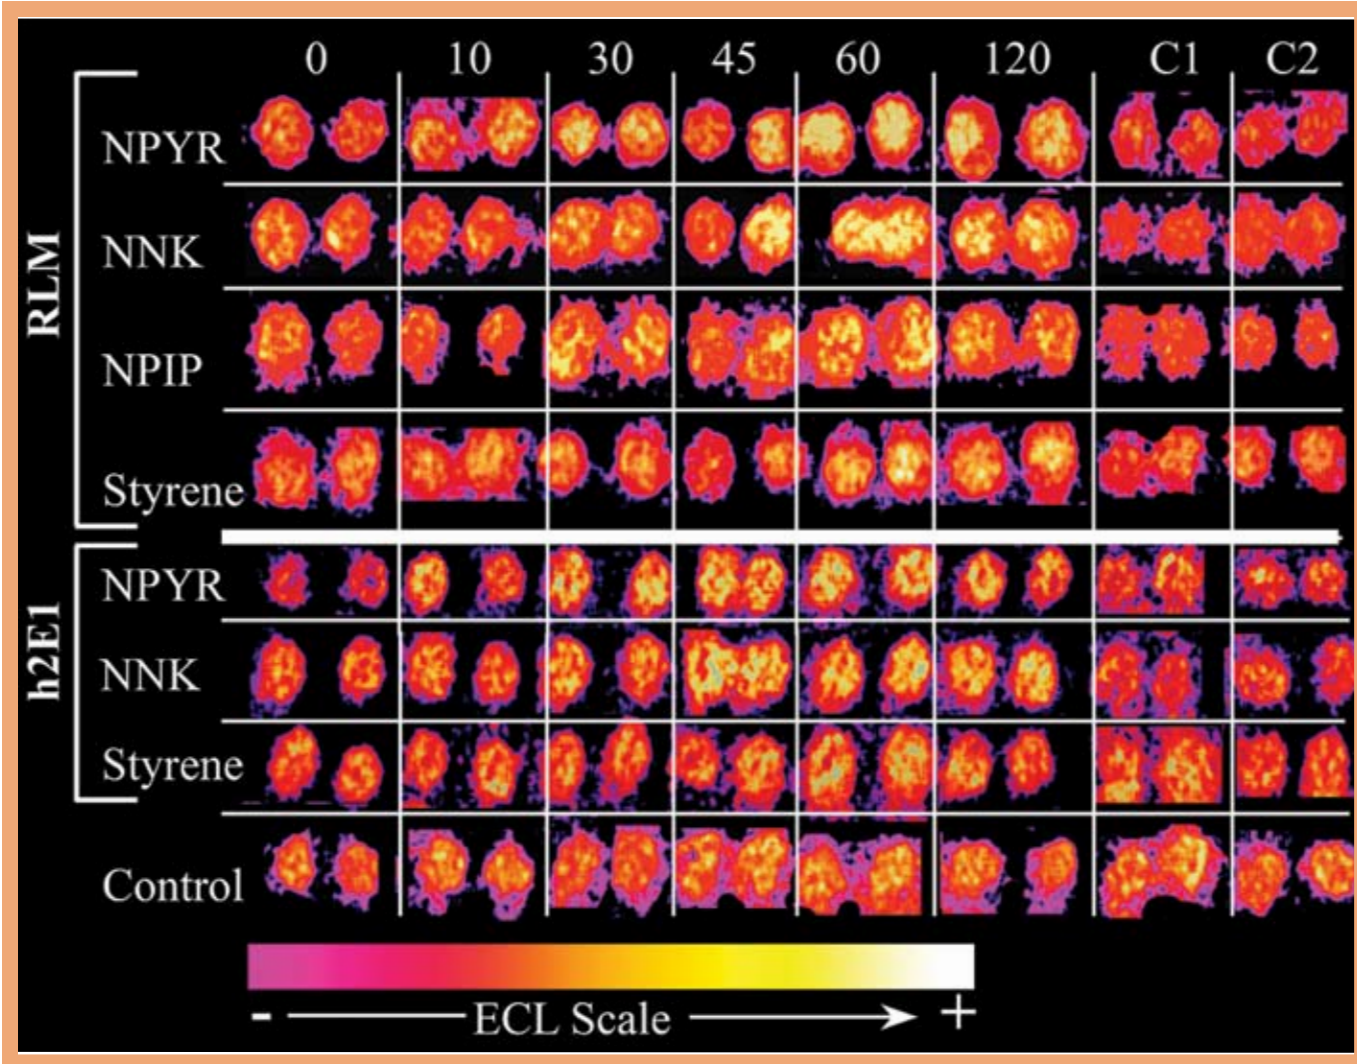 0 10 30 45 60 120 C1 C2
RLM
NPYR
NNK
NPIP
Styrene
h2E1
NPYR
NNK
Styrene
Control
- ECL Scale +